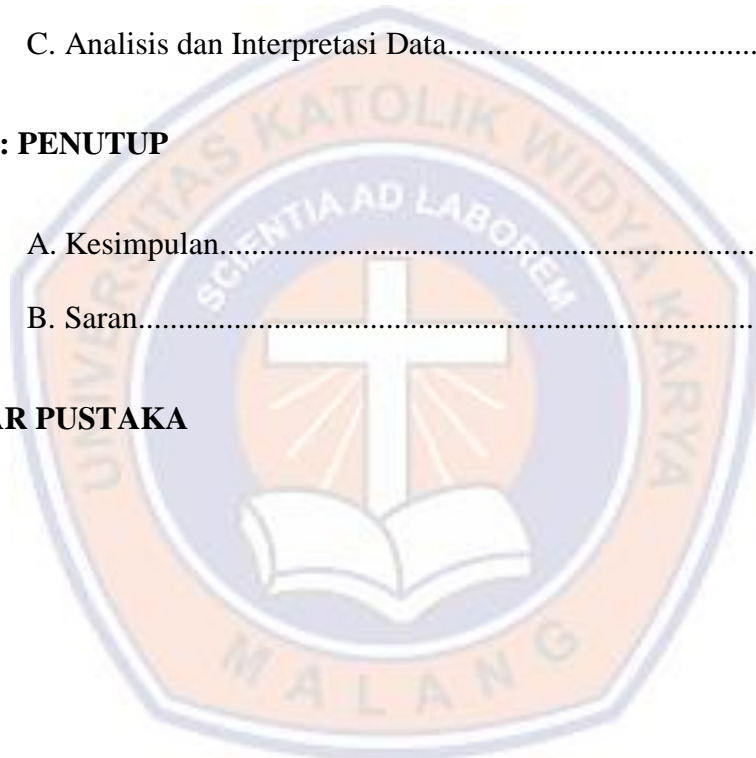 C. Analisis dan Interpretasi Data......................................
: PENUTUP
A. Kesimpulan...................................................................
B. Saran.............................................................................
AR PUSTAKA
UNIVERSITAS KATOLIK WIDYA KARYA
SCIENTIA AD LABOREM
MALANG